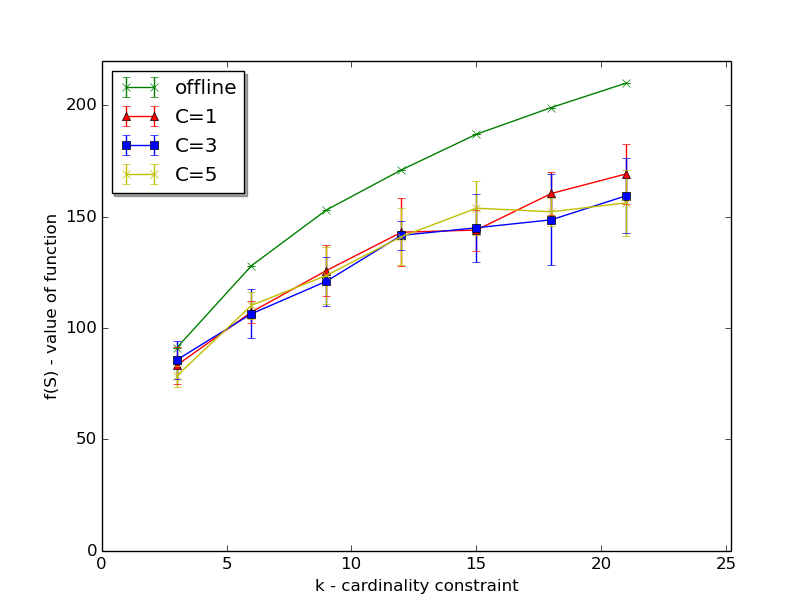 offline
C=1
C=3
C=5
200
150
100
50
0
0 5 10 15 20 25
f(S) - value of function
k - cardinality constraint